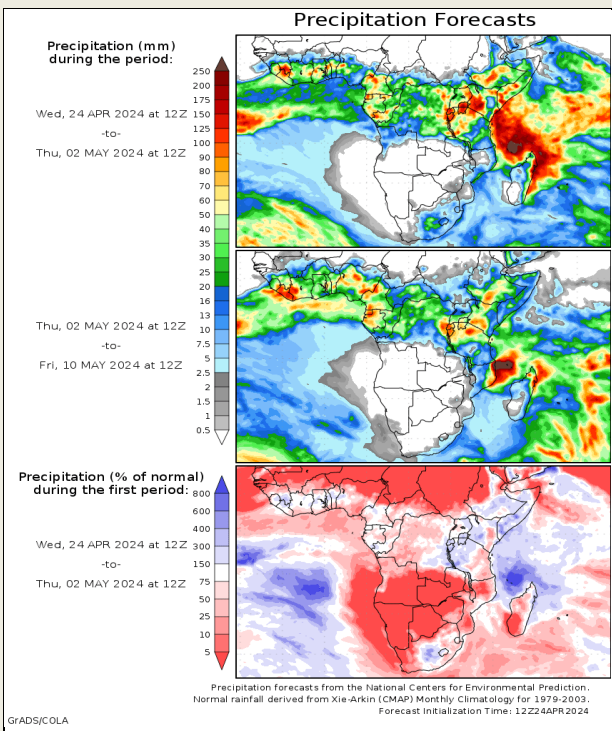 Precipitation Forecasts
Precipitation (mm)
during the period:
Wed, 24 APR 2024 at 12Z
-to-
Thu, 02 MAY 2024 at 12Z
250
200
175
150
125
100
90
80
70
60
50
40
35
30
25
20
16
13
10
7.5
5
2.5
2
1.5
1
0.5
Thu, 02 MAY 2024 at 12Z
-to-
Fri, 10 MAY 2024 at 12Z
Precipitation (% of normal)
during the first period:
Wed, 24 APR 2024 at 12Z
-to-
Thu, 02 MAY 2024 at 12Z
800
600
400
300
150
75
50
25
10
5
Precipitation forecasts from the National Centers for Environmental Prediction.
Normal rainfall derived from Xie-Arkin (CMAP) Monthly Climatology for 1979-2003.
Forecast Initialization Time: 12Z24APR2024
GrADS/COLA